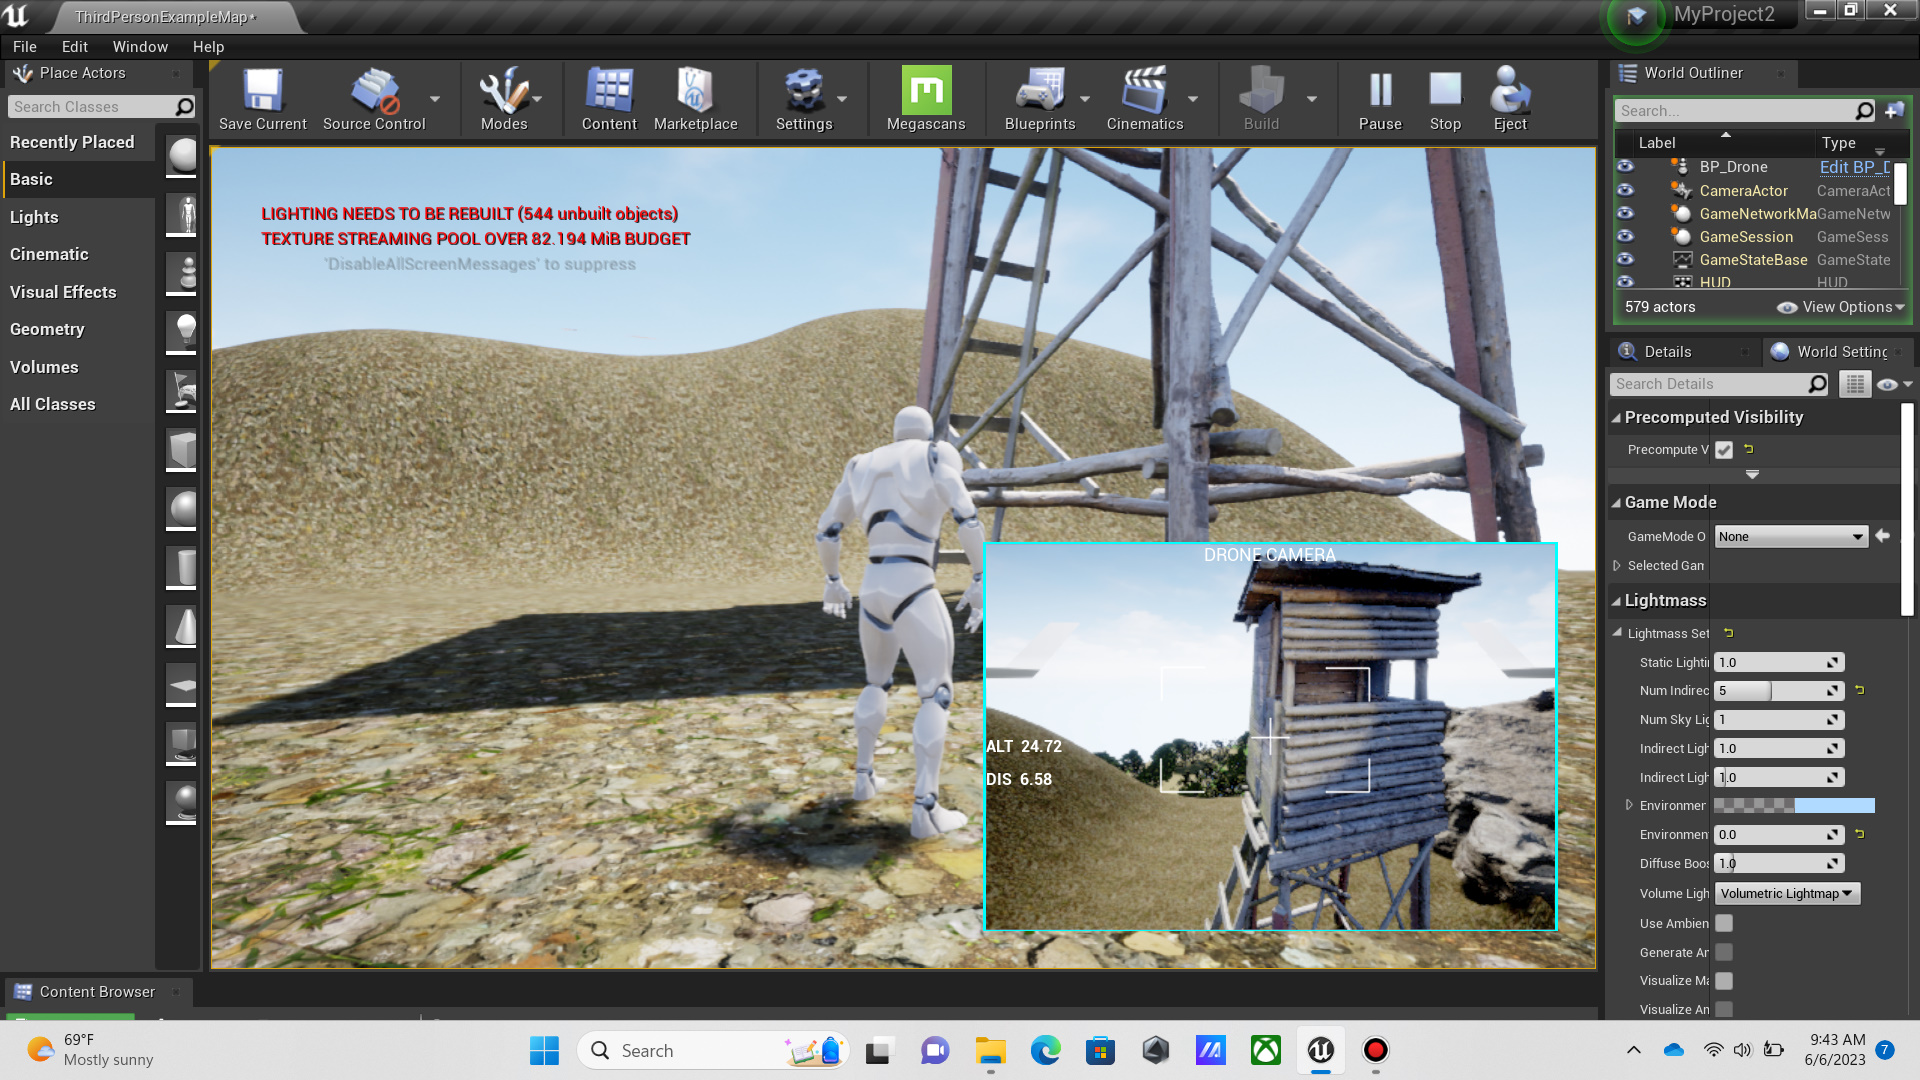 ThirdPersonExampleMap*
MyProject2
File Edit Window Help
Place Actors
Search Classes
Recently Placed
Basic
Lights
Cinematic
Visual Effects
Geometry
Volumes
All Classes
Save Current
Source Control
Modes
Content
Marketplace
Settings
Megascans
Blueprints
Cinematics
Build
Pause
Stop
Eject
LIGHTING NEEDS TO BE REBUILT (544 unbuilt objects)
TEXTURE STREAMING POOL OVER 82.194 MiB BUDGET
'DisableAllScreenMessages' to suppress
DRONE CAMERA
ALT 24.72
DIS 6.58
World Outliner
Search...
Label Type
BP_Drone Edit BP_D
CameraActor CameraAct
GameNetworkMa GameNetw
GameSession GameSess
GameStateBase GameState
HUD HUD
579 actors View Options
Details World Setting
Search Details
Precomputed Visibility
Precompute V
Game Mode
GameMode O None
Selected Gam
Lightmass
Lightmass Set
Static Lighti 1.0
Num Indirec 5
Num Sky Lig 1
Indirect Ligh 1.0
Indirect Ligh 1.0
Environmen
Environmen 0.0
Diffuse Boos 1.0
Volume Ligh Volumetric Lightmap
Use Ambien
Generate Am
Visualize Ma
Visualize Am
Content Browser
69°F
Mostly sunny
Search
9:43 AM
6/6/2023
7